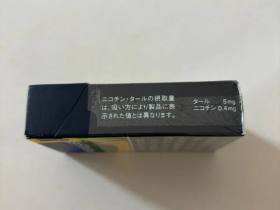 ニコチン・タールの摂取量
は、吸い方により製品に表
示された値とは異なります。
タール 5mg
ニコチン 0.4mg